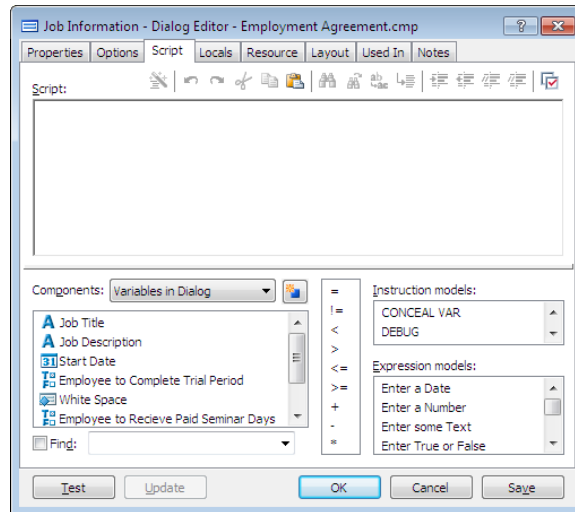 Job Information - Dialog Editor - Employment Agreement.cmp
Properties Options Script Locals Resource Layout Used In Notes
Script:
Components: Variables in Dialog
Job Title
Job Description
31 Start Date
Employee to Complete Trial Period
White Space
Employee to Recieve Paid Seminar Days
Find:
=
!=
<
>
<=
>=
+
-
*
Instruction models:
CONCEAL VAR
DEBUG
Expression models:
Enter a Date
Enter a Number
Enter some Text
Enter True or False
Test Update OK Cancel Save